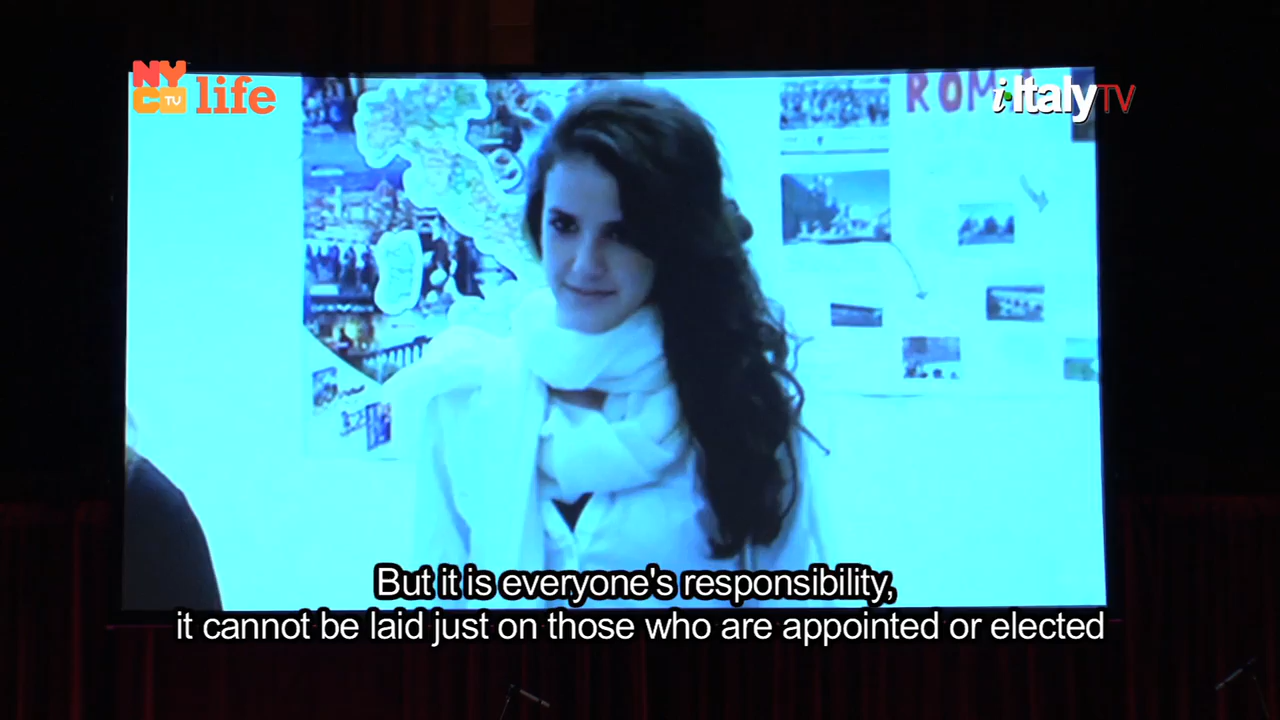 NYC TV life
i-ItalyTV
ROM
But it is everyone's responsibility,
it cannot be laid just on those who are appointed or elected